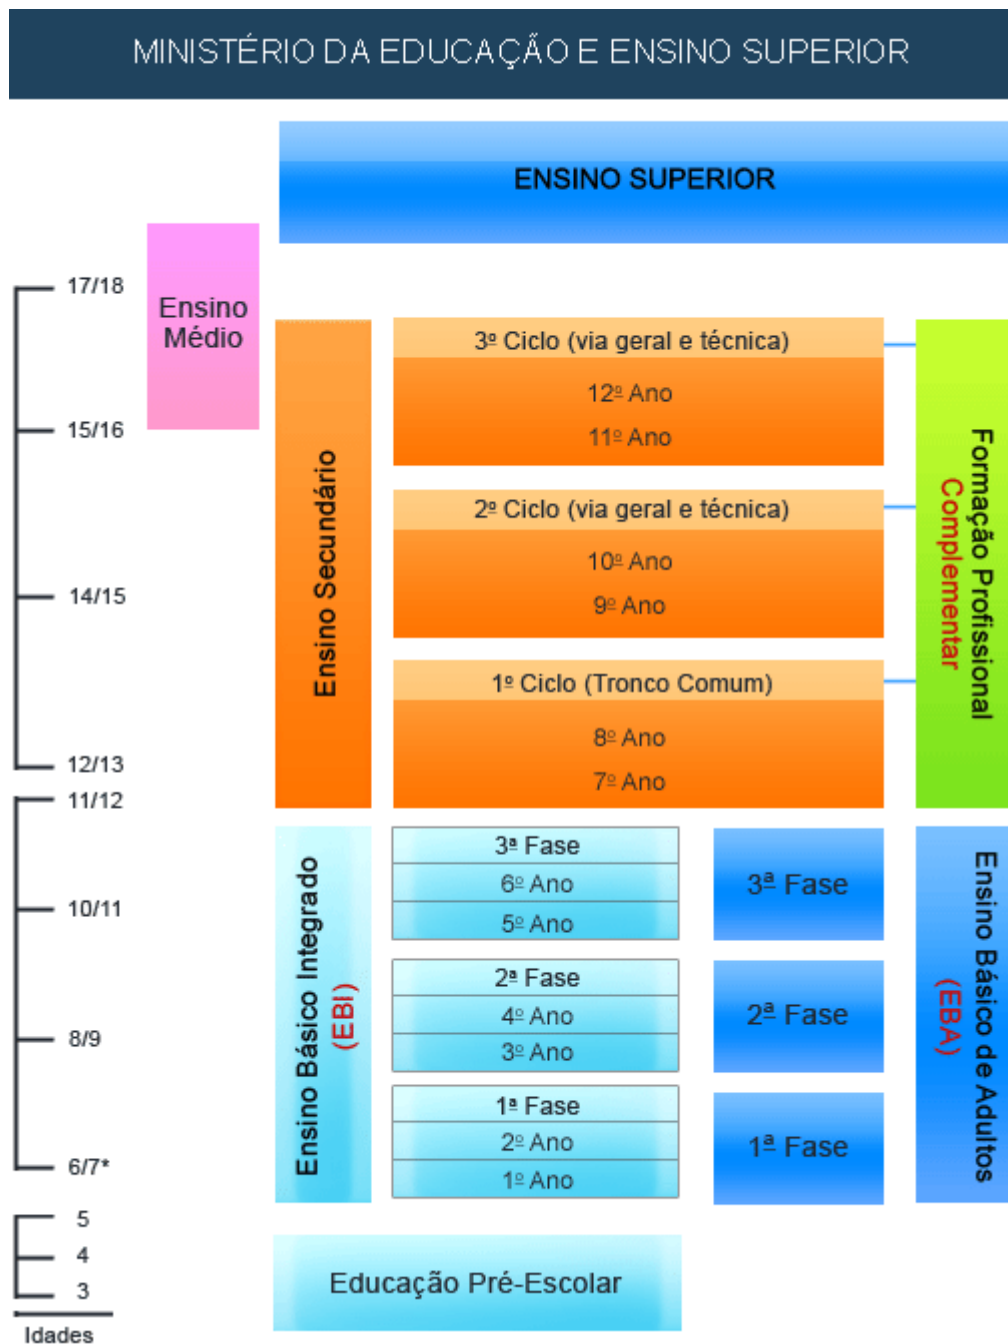 MINISTÉRIO DA EDUCAÇÃO E ENSINO SUPERIOR
ENSINO SUPERIOR
Ensino
Médio
17/18
15/16
14/15
12/13
11/12
10/11
8/9
6/7*
5
4
3
Idades
Ensino Secundário
3º Ciclo (via geral e técnica)
12º Ano
11º Ano
2º Ciclo (via geral e técnica)
10º Ano
9º Ano
1º Ciclo (Tronco Comum)
8º Ano
7º Ano
Formação Profissional
Complementar
Ensino Básico Integrado
(EBI)
3ª Fase
6º Ano
5º Ano
2ª Fase
4º Ano
3º Ano
1ª Fase
2º Ano
1º Ano
3ª Fase
2ª Fase
1ª Fase
Ensino Básico de Adultos
(EBA)
Educação Pré-Escolar